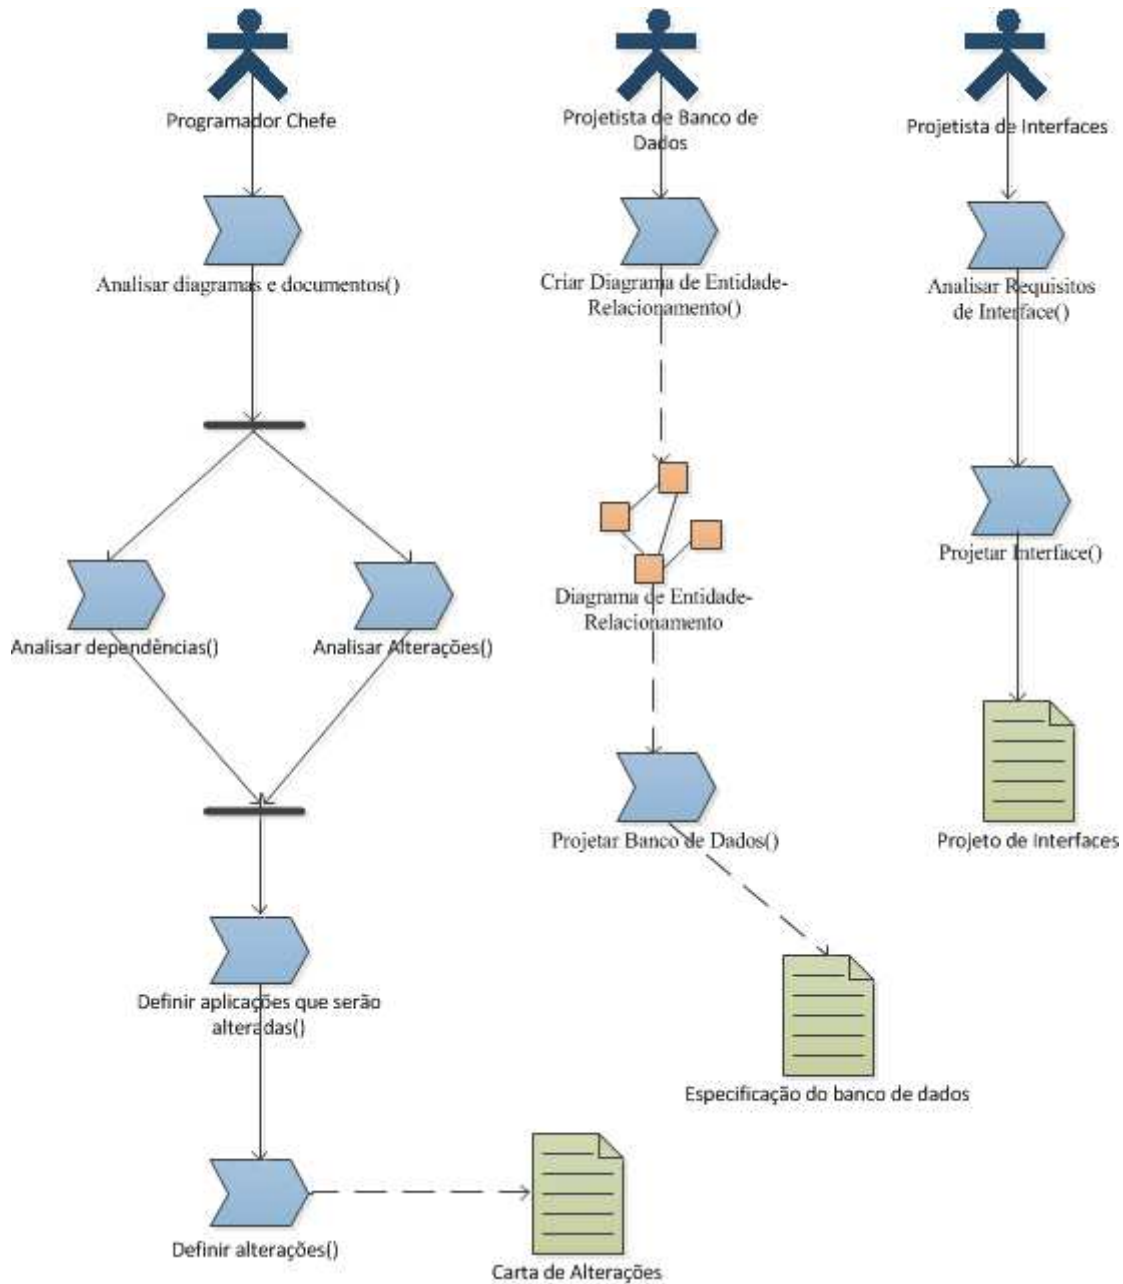 Programador Chefe
Projetista de Banco de
Dados
Projetista de Interfaces
Analisar diagramas e documentos()
Criar Diagrama de Entidade-
Relacionamento()
Analisar Requisitos
de Interface()
Projetar Interface()
Diagrama de Entidade-
Relacionamento
Analisar dependências()
Analisar Alterações()
Projetar Banco de Dados()
Projeto de Interfaces
Definir aplicações que serão
alteradas()
Especificação do banco de dados
Definir alterações()
Carta de Alterações